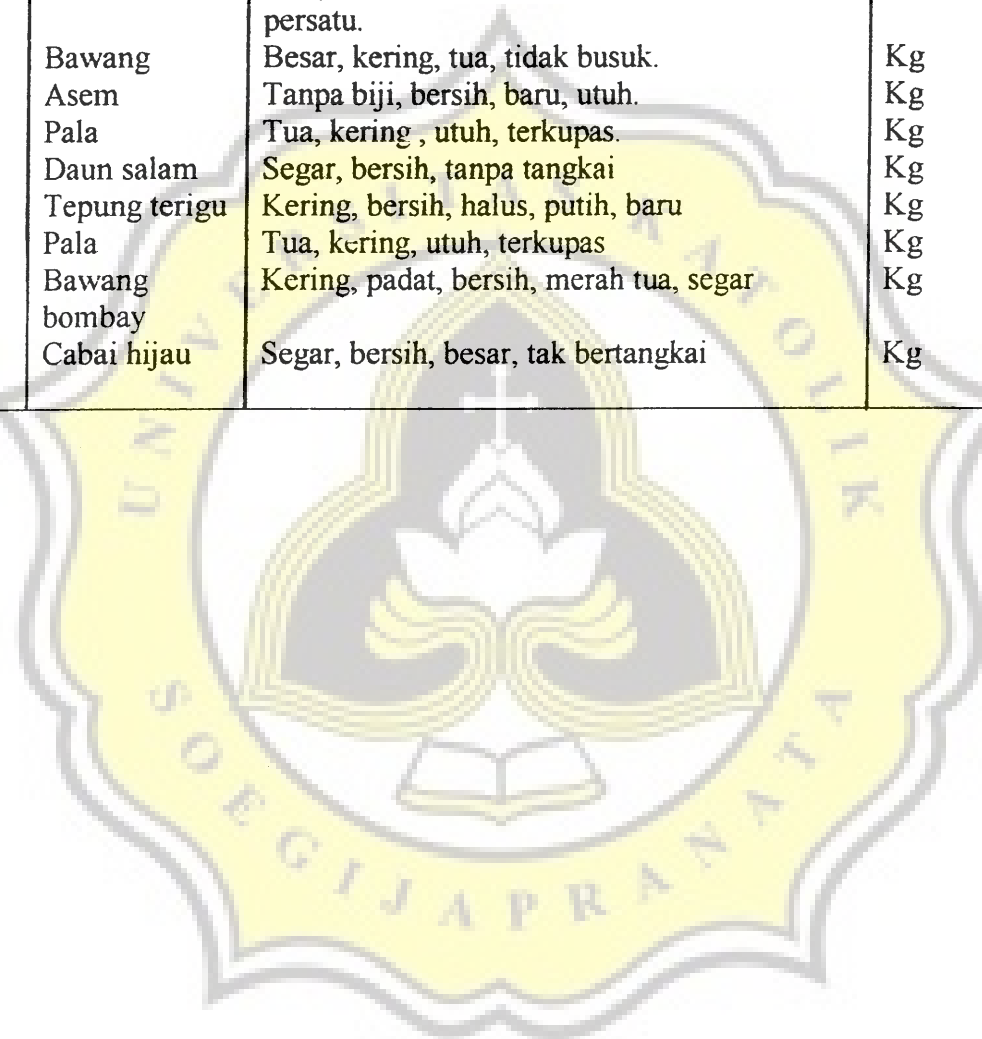 persatu.
Bawang Besar, kering, tua, tidak busuk. Kg
Asem Tanpa biji, bersih, baru, utuh. Kg
Pala Tua, kering , utuh, terkupas. Kg
Daun salam Segar, bersih, tanpa tangkai Kg
Tepung terigu Kering, bersih, halus, putih, baru Kg
Pala Tua, kering, utuh, terkupas Kg
Bawang Kering, padat, bersih, merah tua, segar Kg
bombay
Cabai hijau Segar, bersih, besar, tak bertangkai Kg
UNIVERSITAS KATOLIK
SOEGIJAPRANATA